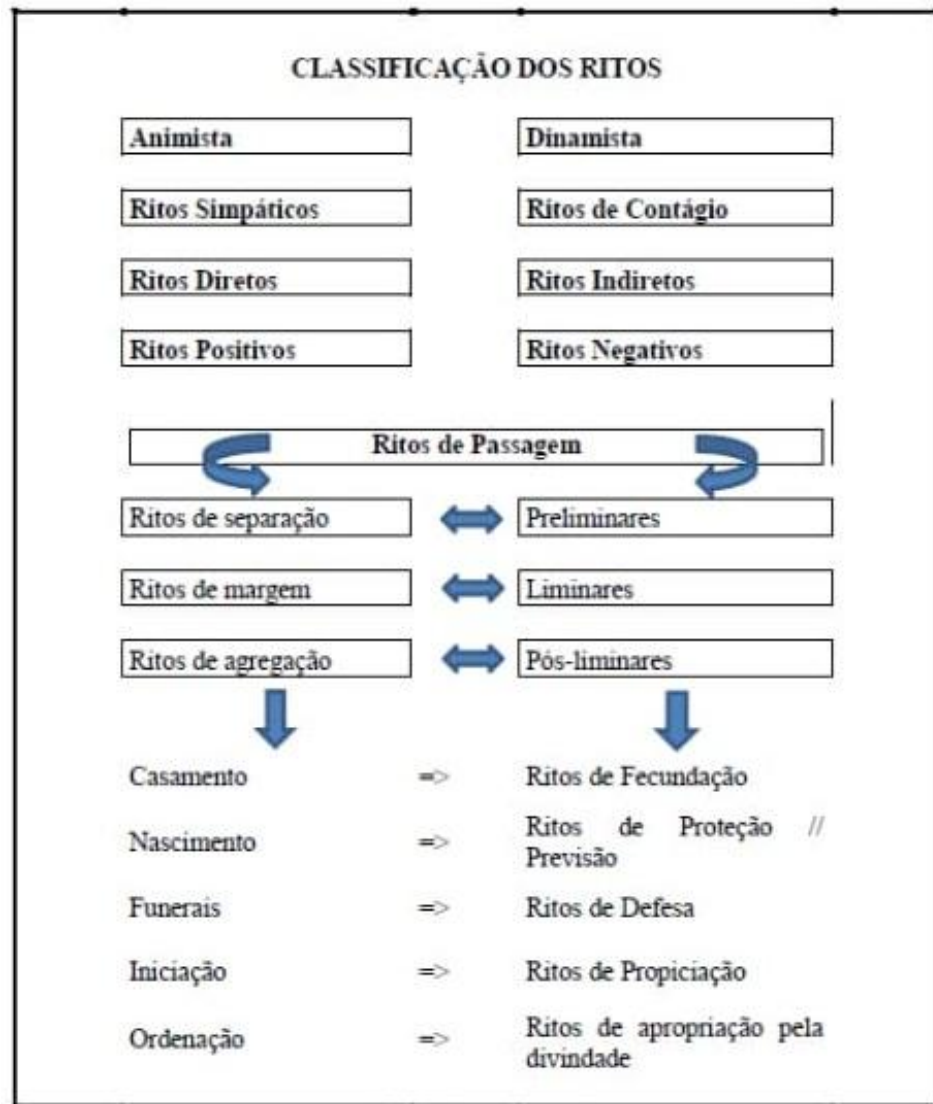 CLASSIFICAÇÃO DOS RITOS
Animista Dinamista
Ritos Simpáticos Ritos de Contágio
Ritos Diretos Ritos Indiretos
Ritos Positivos Ritos Negativos
Ritos de Passagem
Ritos de separação Preliminares
Ritos de margem Liminares
Ritos de agregação Pós-liminares
Casamento => Ritos de Fecundação
Nascimento => Ritos de Proteção //
Previsão
Funerais => Ritos de Defesa
Iniciação => Ritos de Propiciação
Ordenação => Ritos de apropriação pela
divindade